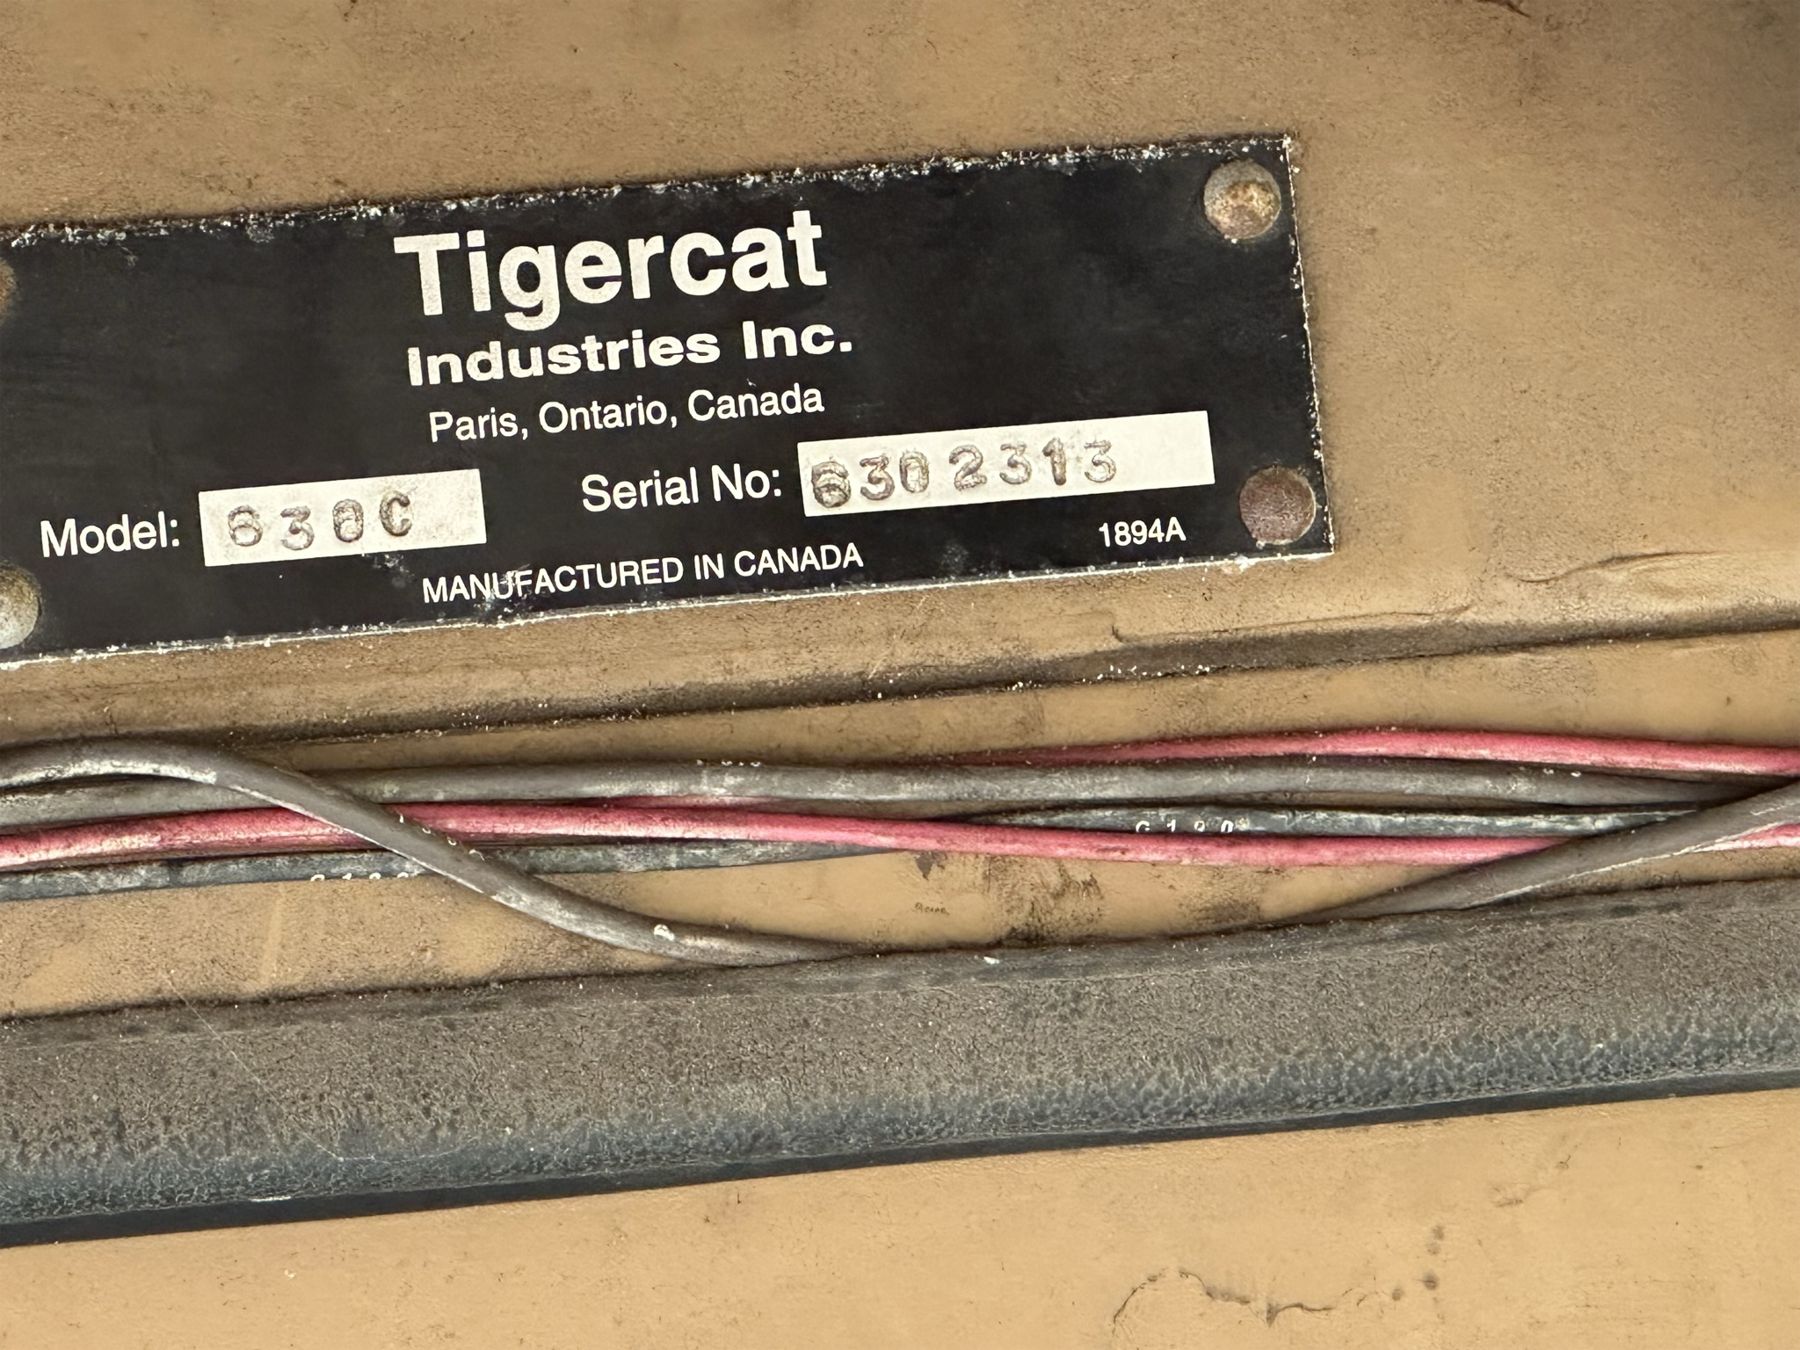 Tigercat
Industries Inc.
Paris, Ontario, Canada
Model: 630C Serial No: 6302313
MANUFACTURED IN CANADA 1894A